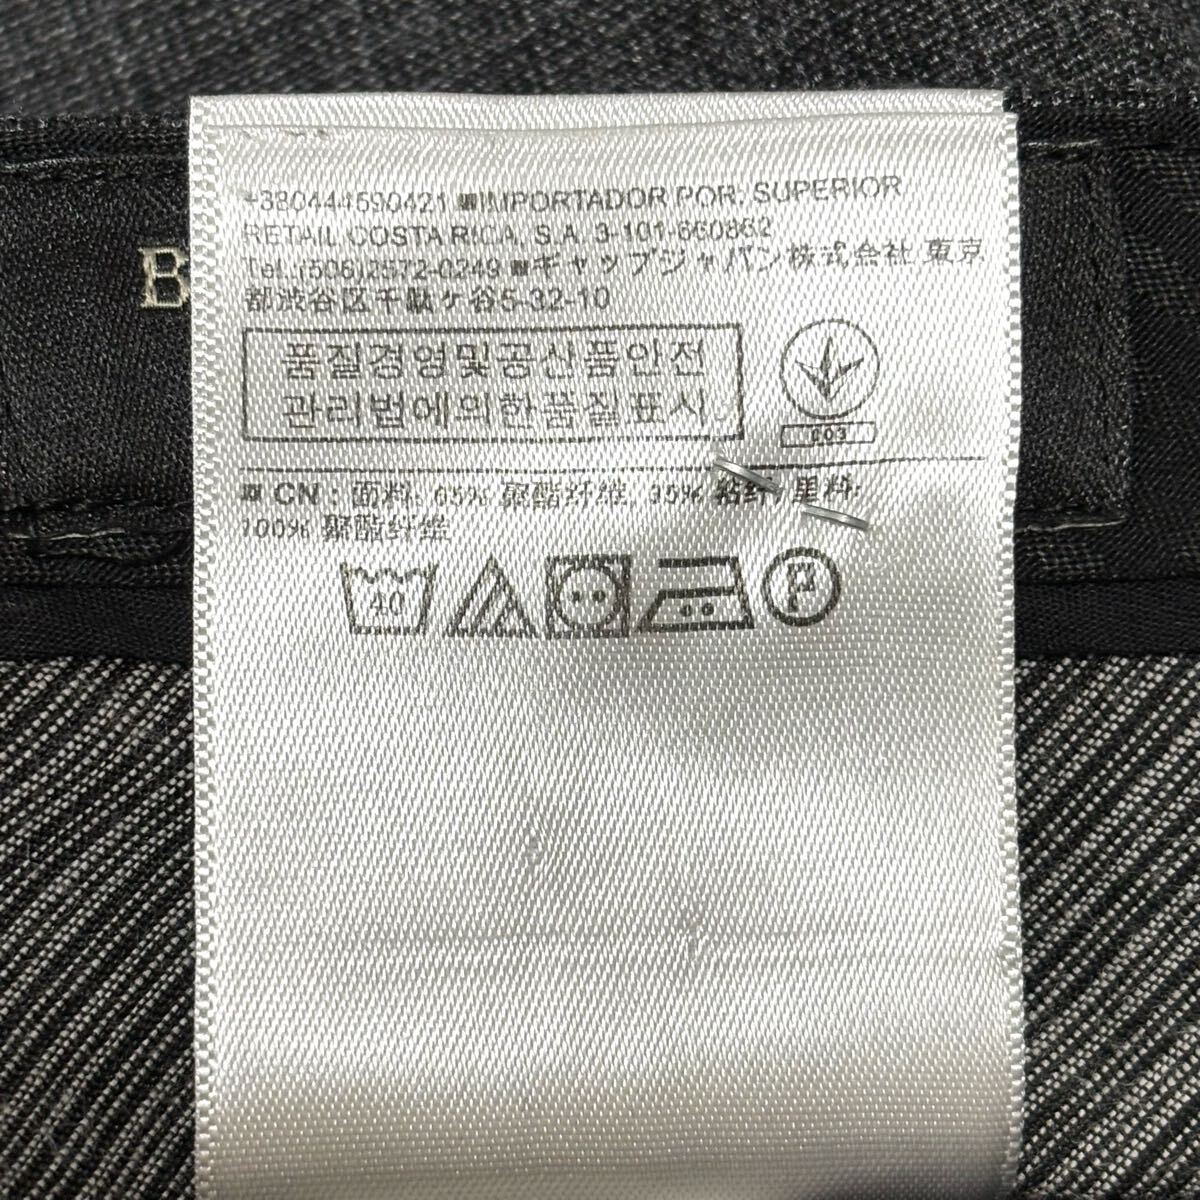 +380444590421 ■IMPORTADOR POR: SUPERIOR
RETAIL COSTA RICA, S.A. 3-101-660862
Tel.:(506)2572-0249 ■ギャップジャパン株式会社 東京
都渋谷区千駄ヶ谷5-32-10
품질경영및공산품안전
관리법에의한품질표시
003
■ CN: 面料: 65% 聚酯纤维, 35% 粘纤/里料:
100% 聚酯纤维
40
P
B